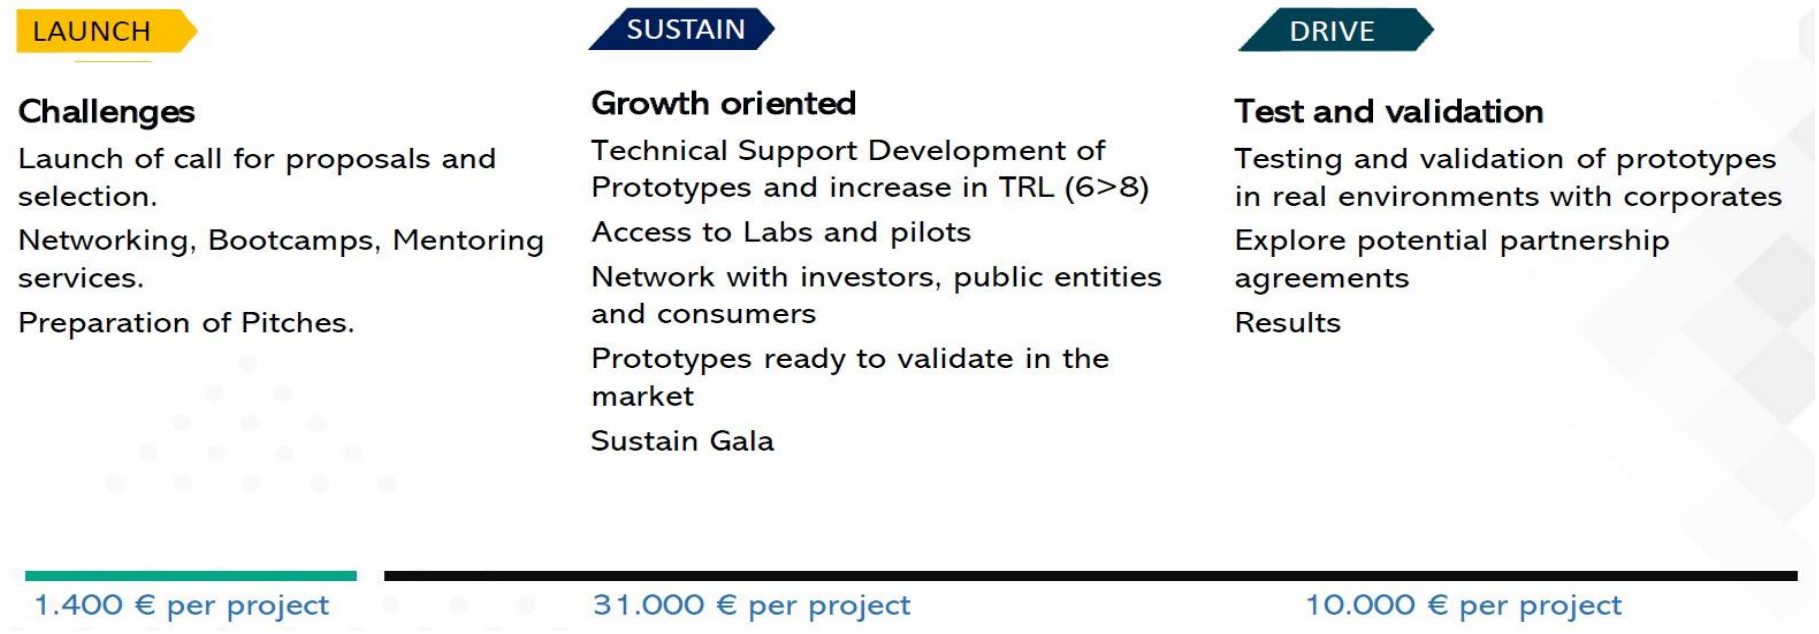 LAUNCH
Challenges
Launch of call for proposals and
selection.
Networking, Bootcamps, Mentoring
services.
Preparation of Pitches.
1.400 € per project
SUSTAIN
Growth oriented
Technical Support Development of
Prototypes and increase in TRL (6>8)
Access to Labs and pilots
Network with investors, public entities
and consumers
Prototypes ready to validate in the
market
Sustain Gala
31.000 € per project
DRIVE
Test and validation
Testing and validation of prototypes
in real environments with corporates
Explore potential partnership
agreements
Results
10.000 € per project